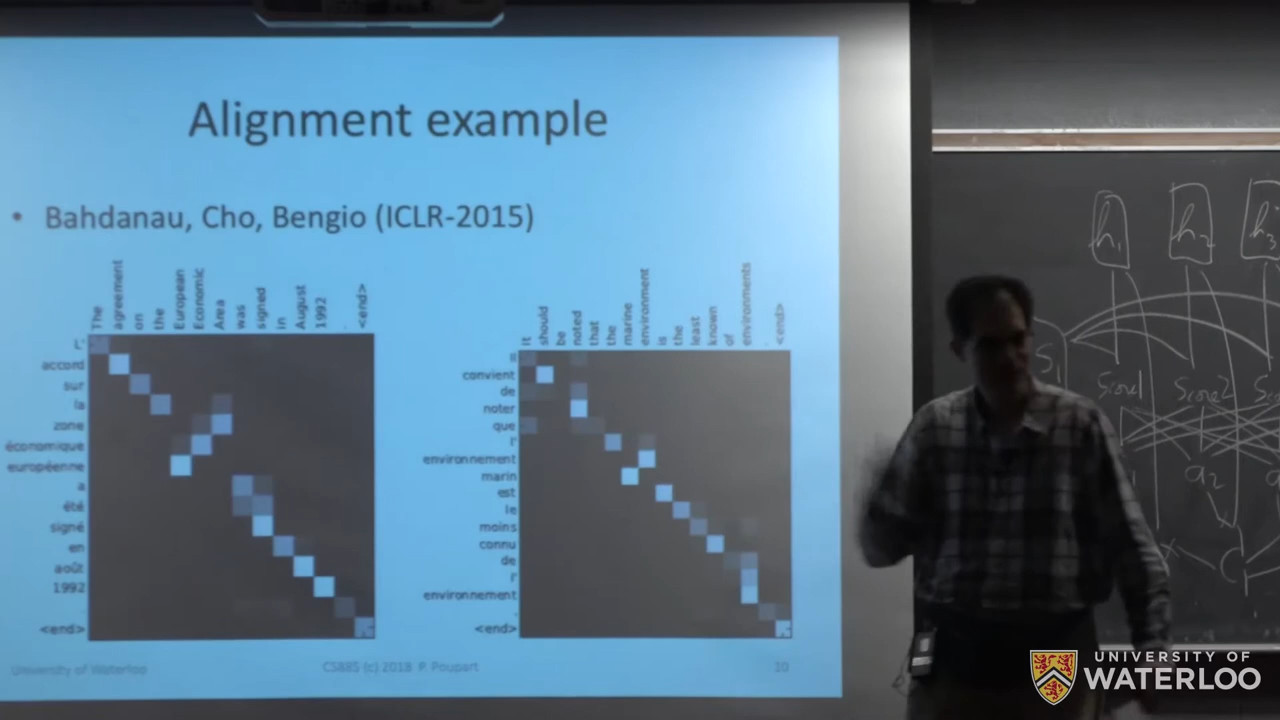 Alignment example
• Bahdanau, Cho, Bengio (ICLR-2015)
The agreement on the European Economic Area was signed in August 1992 . <end>
L'
accord
sur
la
zone
économique
européenne
a
été
signé
en
août
1992
.
<end>
It should be noted that the marine environment is the least known of environments . <end>
Il
convient
de
noter
que
l'
environnement
marin
est
le
moins
connu
de
l'
environnement
.
<end>
University of Waterloo
CS885 (c) 2018 P. Poupart
10
h1 h2 h3
S1
Score1 Score2
a2
C
UNIVERSITY OF
WATERLOO